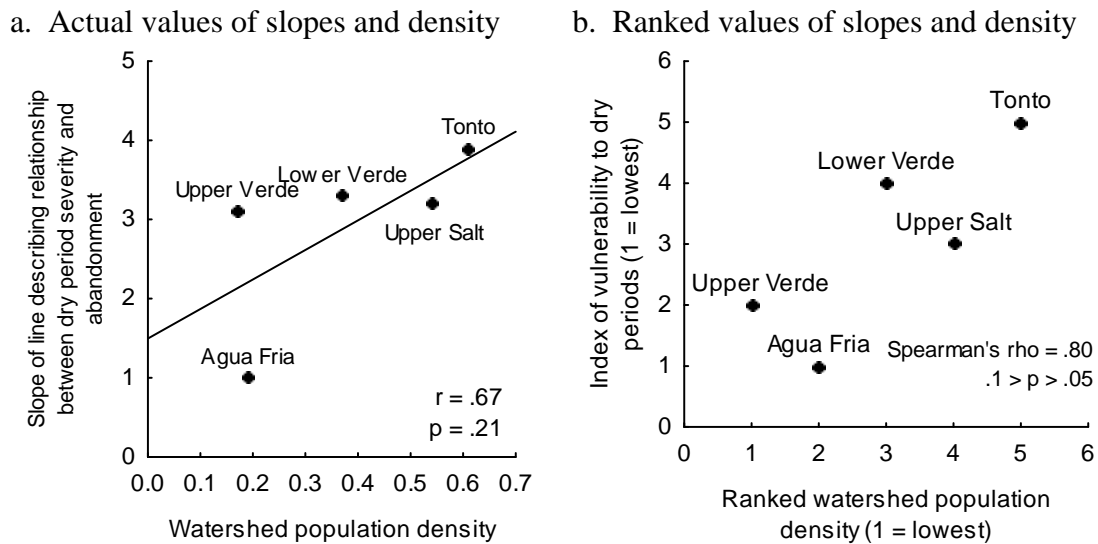 a. Actual values of slopes and density
Slope of line describing relationship
between dry period severity and
abandonment
5
4
3
2
1
0
0.0 0.1 0.2 0.3 0.4 0.5 0.6 0.7
Tonto
Lower Verde
Upper Verde
Upper Salt
Agua Fria
r = .67
p = .21
Watershed population density
b. Ranked values of slopes and density
Index of vulnerability to dry
periods (1 = lowest)
6
5
4
3
2
1
0
0 1 2 3 4 5 6
Tonto
Lower Verde
Upper Salt
Upper Verde
Agua Fria
Spearman's rho = .80
.1 > p > .05
Ranked watershed population
density (1 = lowest)